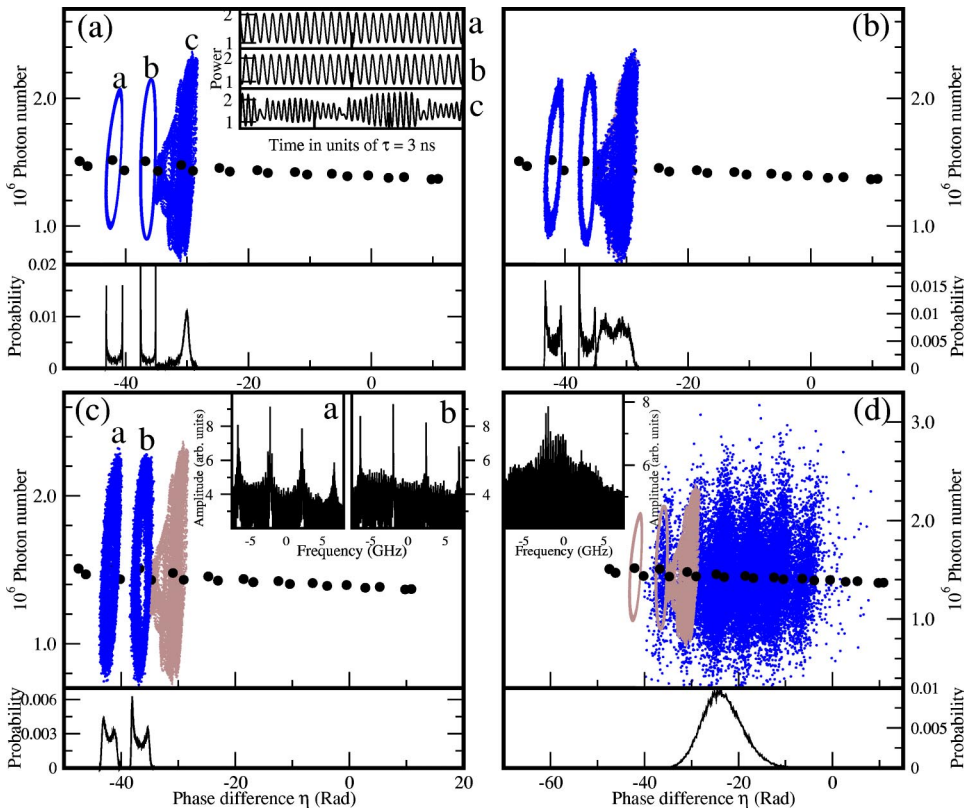 (a)
2
1
a
2
1
b
2
1
c
Power
Time in units of τ = 3 ns
a
b
c
2.0
1.0
10⁶ Photon number
0.02
0.01
0
Probability
-40
-20
0
(b)
2.0
1.0
10⁶ Photon number
0.015
0.01
0.005
0
Probability
-60
-40
-20
0
(c)
a
b
2.0
1.0
10⁶ Photon number
a
8
6
4
Amplitude (arb. units)
-5
0
5
b
8
6
4
-5
0
5
Frequency (GHz)
0.006
0.003
0
Probability
-40
-20
0
20
Phase difference η (Rad)
(d)
8
6
4
Amplitude (arb. units)
-5
0
5
Frequency (GHz)
3.0
2.0
1.0
10⁶ Photon number
0.01
0.005
0
Probability
-60
-40
-20
0
Phase difference η (Rad)